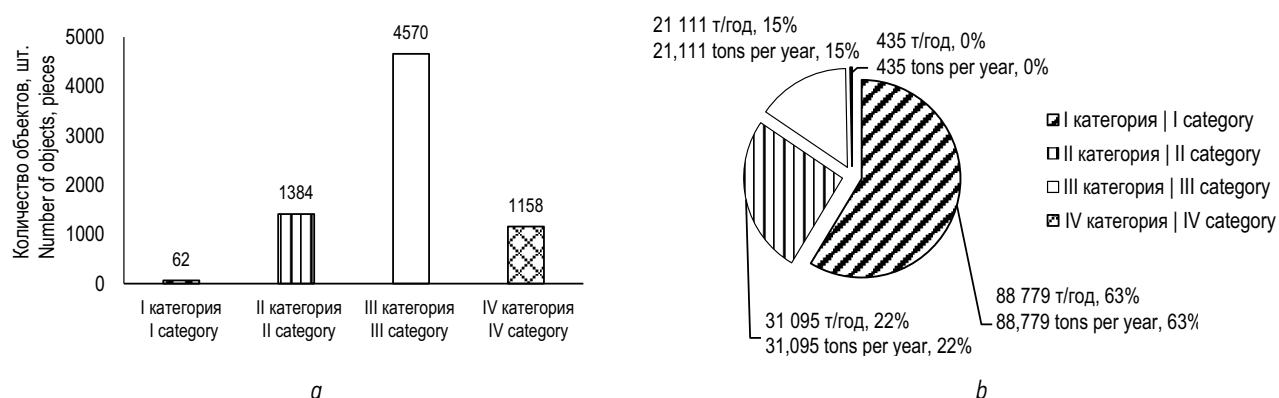 Количество объектов, шт.
Number of objects, pieces
5000
4000
3000
2000
1000
0
62
1384
4570
1158
I категория
I category
II категория
II category
III категория
III category
IV категория
IV category
a
21 111 т/год, 15%
21,111 tons per year, 15%
435 т/год, 0%
435 tons per year, 0%
I категория | I category
II категория | II category
III категория | III category
IV категория | IV category
88 779 т/год, 63%
88,779 tons per year, 63%
31 095 т/год, 22%
31,095 tons per year, 22%
b